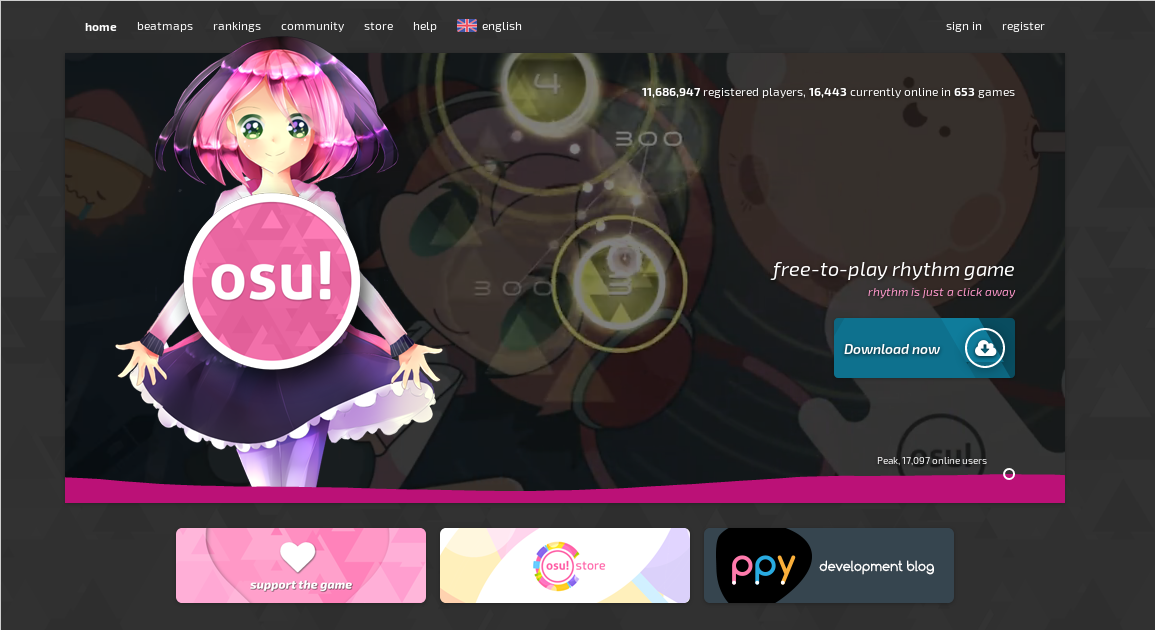 home beatmaps rankings community store help english sign in register
11,686,947 registered players, 16,443 currently online in 653 games
4
300
osu!
free-to-play rhythm game
300
3
rhythm is just a click away
Download now
osu!
Peak, 17,097 online users
support the game
osu! store
ppy development blog